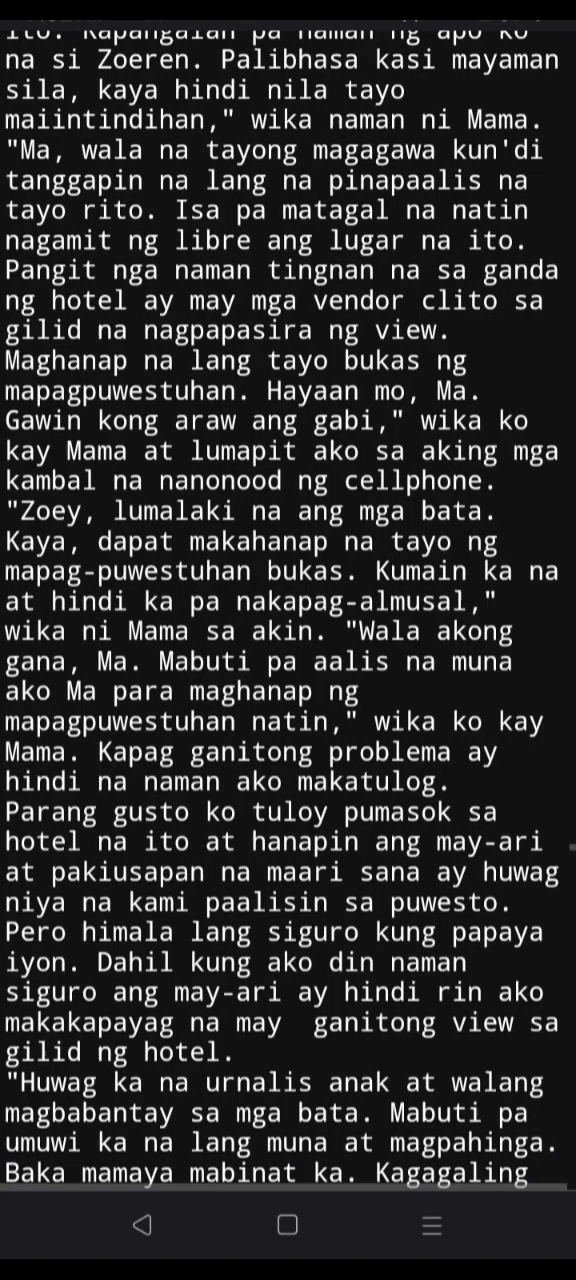 ito. Kapangalan pa naman ng apo ko
na si Zoeren. Palibhasa kasi mayaman
sila, kaya hindi nila tayo
maiintindihan," wika naman ni Mama.
"Ma, wala na tayong magagawa kun'di
tanggapin na lang na pinapaalis na
tayo rito. Isa pa matagal na natin
nagamit ng libre ang lugar na ito.
Pangit nga naman tingnan na sa ganda
ng hotel ay may mga vendor clito sa
gilid na nagpapasira ng view.
Maghanap na lang tayo bukas ng
mapagpuwestuhan. Hayaan mo, Ma.
Gawin kong araw ang gabi," wika ko
kay Mama at lumapit ako sa aking mga
kambal na nanonood ng cellphone.
"Zoey, lumalaki na ang mga bata.
Kaya, dapat makahanap na tayo ng
mapag-puwestuhan bukas. Kumain ka na
at hindi ka pa nakapag-almusal,"
wika ni Mama sa akin. "Wala akong
gana, Ma. Mabuti pa aalis na muna
ako Ma para maghanap ng
mapagpuwestuhan natin," wika ko kay
Mama. Kapag ganitong problema ay
hindi na naman ako makatulog.
Parang gusto ko tuloy pumasok sa
hotel na ito at hanapin ang may-ari
at pakiusapan na maari sana ay huwag
niya na kami paalisin sa puwesto.
Pero himala lang siguro kung papaya
iyon. Dahil kung ako din naman
siguro ang may-ari ay hindi rin ako
makakapayag na may  ganitong view sa
gilid ng hotel.
"Huwag ka na urnalis anak at walang
magbabantay sa mga bata. Mabuti pa
umuwi ka na lang muna at magpahinga.
Baka mamaya mabinat ka. Kagagaling